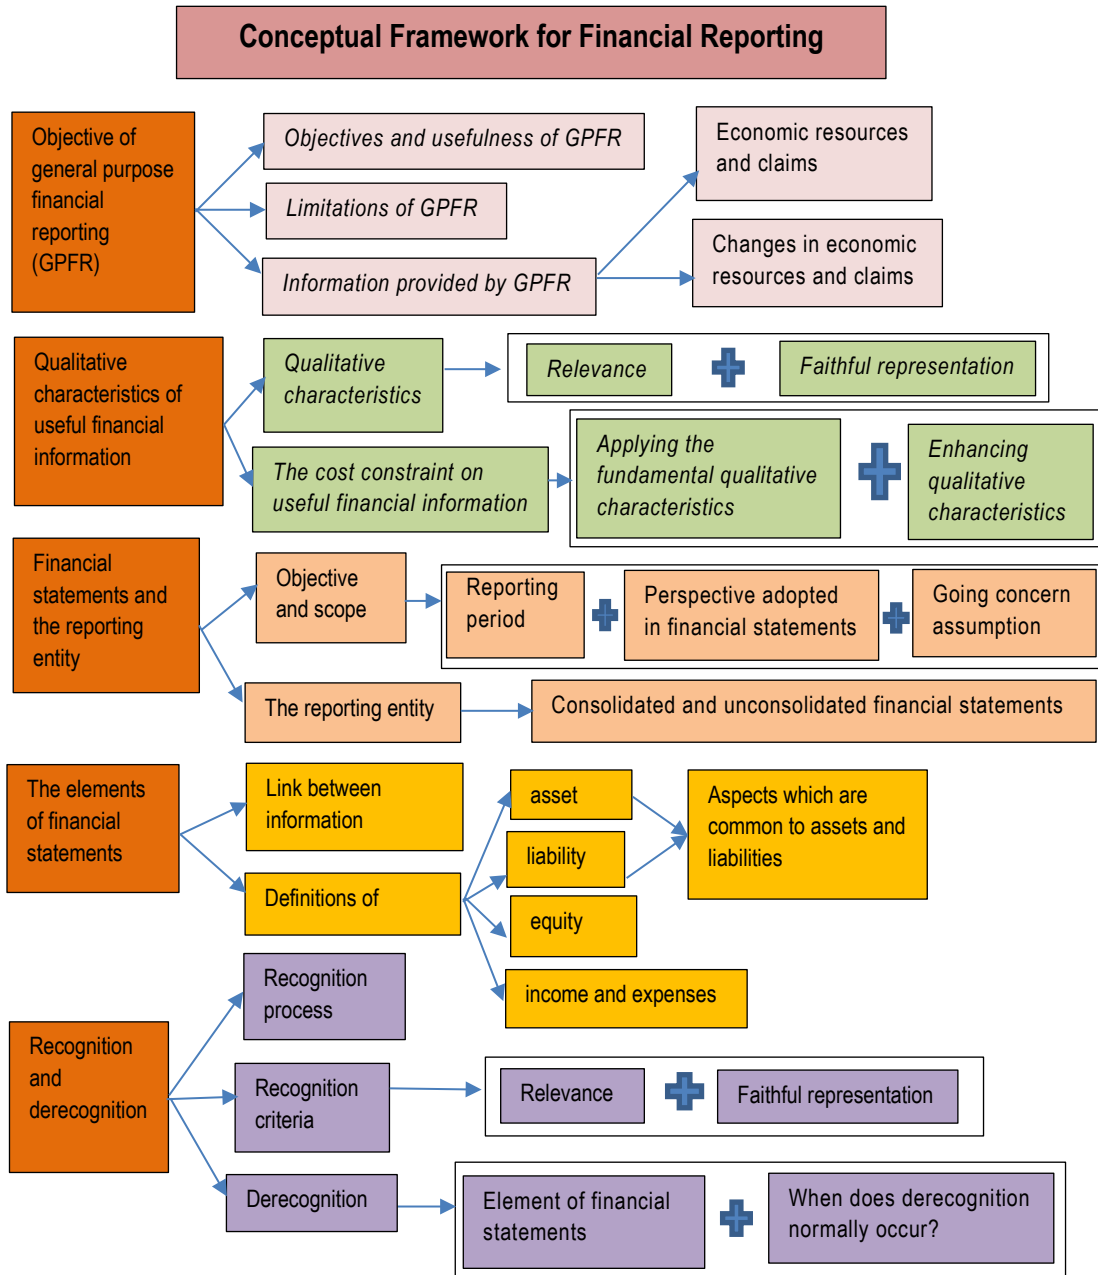 Conceptual Framework for Financial Reporting
Objective of
general purpose
financial
reporting
(GPFR)
Objectives and usefulness of GPFR
Limitations of GPFR
Information provided by GPFR
Economic resources
and claims
Changes in economic
resources and claims
Qualitative
characteristics of
useful financial
information
Qualitative
characteristics
Relevance
Faithful representation
The cost constraint on
useful financial information
Applying the
fundamental qualitative
characteristics
Enhancing
qualitative
characteristics
Financial
statements and
the reporting
entity
Objective
and scope
Reporting
period
Perspective adopted
in financial statements
Going concern
assumption
The reporting entity
Consolidated and unconsolidated financial statements
The elements
of financial
statements
Link between
information
Definitions of
asset
liability
equity
income and expenses
Aspects which are
common to assets and
liabilities
Recognition
and
derecognition
Recognition
process
Recognition
criteria
Relevance
Faithful representation
Derecognition
Element of financial
statements
When does derecognition
normally occur?